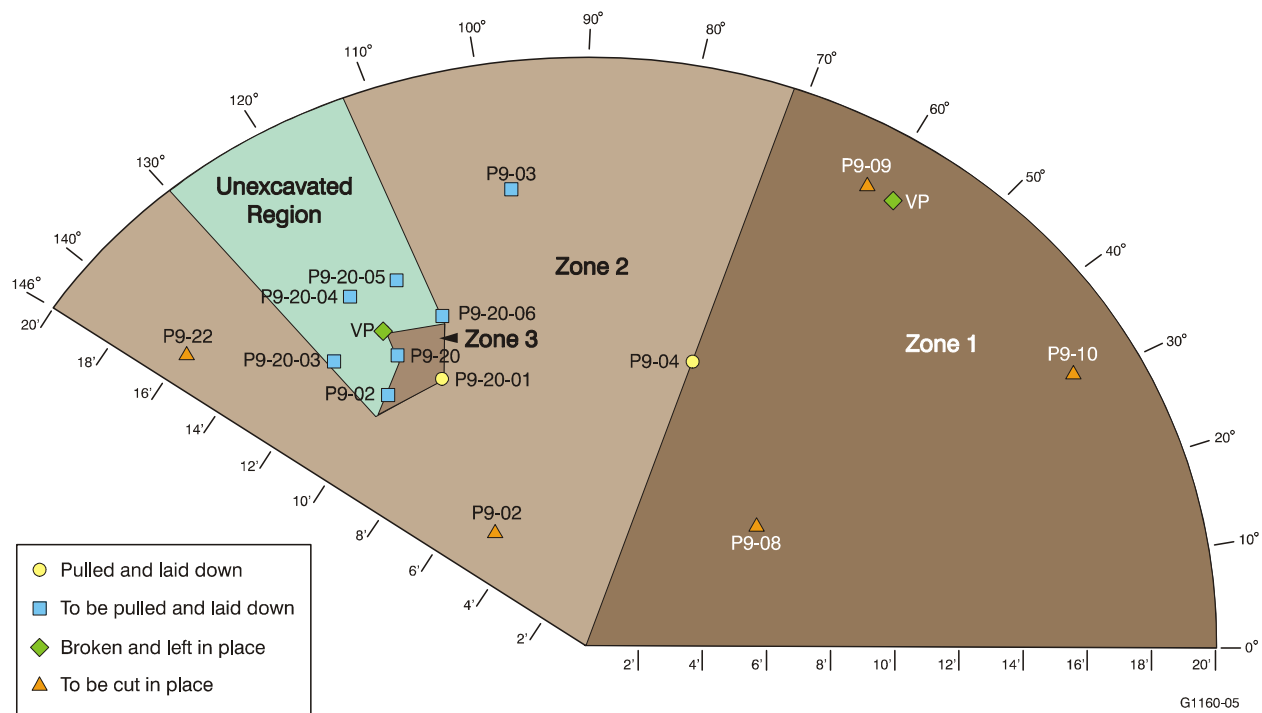 90°
100°
80°
110°
70°
120°
60°
130°
50°
140°
40°
146°
30°
20°
10°
0°
P9-09
VP
P9-03
Unexcavated
Region
Zone 2
P9-20-05
P9-20-04
P9-20-06
VP
Zone 3
P9-22
P9-20-03
P9-20
P9-20-01
P9-02
P9-04
Zone 1
P9-10
P9-02
P9-08
20'
18'
16'
14'
12'
10'
8'
6'
4'
2'
2'
4'
6'
8'
10'
12'
14'
16'
18'
20'
Pulled and laid down
To be pulled and laid down
Broken and left in place
To be cut in place
G1160-05